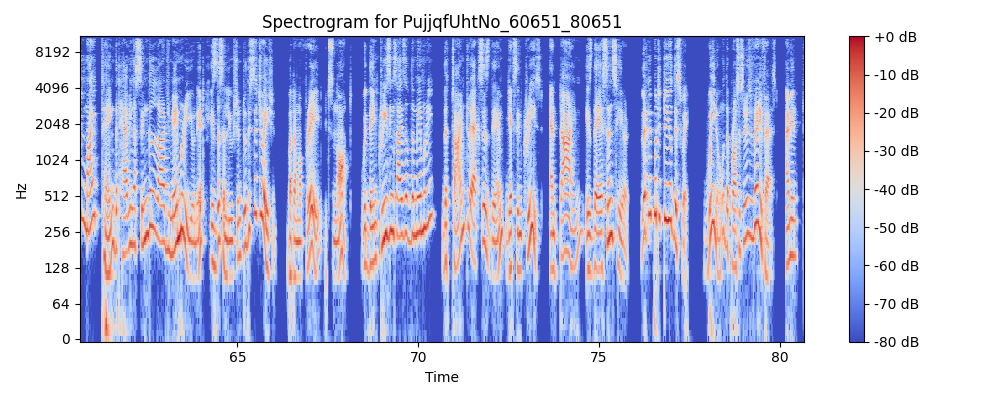 Spectrogram for PujjqfUhtNo_60651_80651
Hz
8192
4096
2048
1024
512
256
128
64
0
65
70
75
80
Time
+0 dB
-10 dB
-20 dB
-30 dB
-40 dB
-50 dB
-60 dB
-70 dB
-80 dB